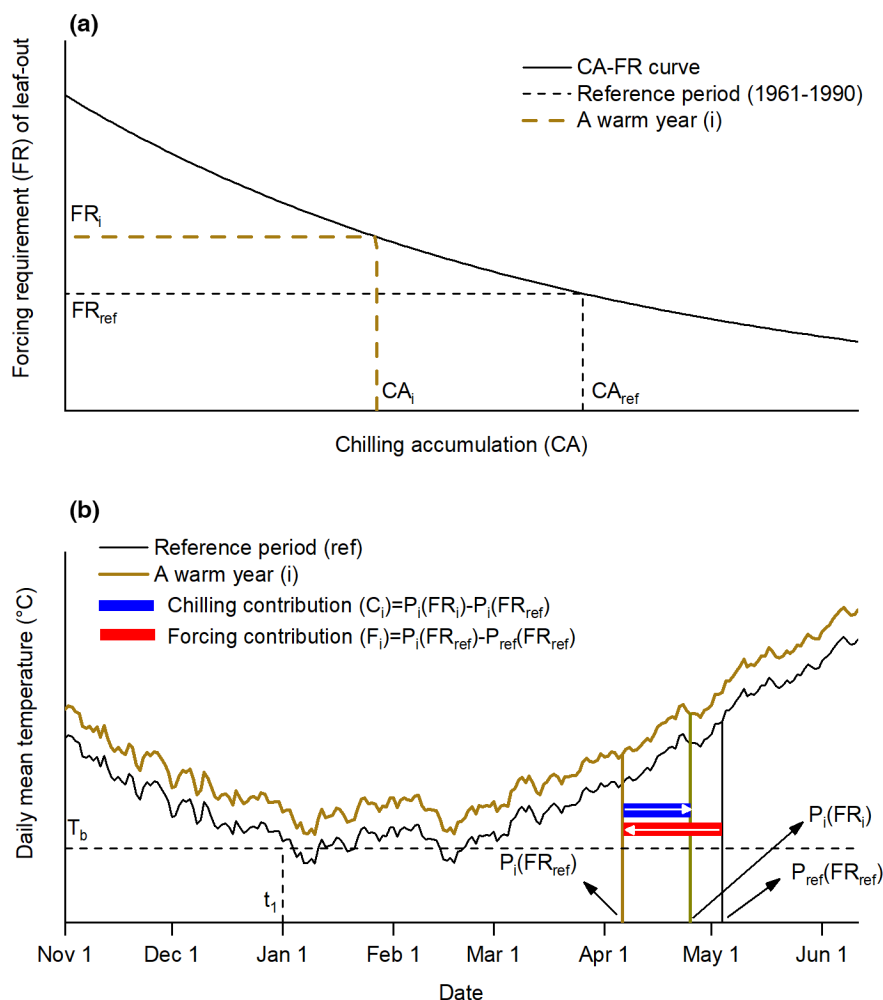 (a)
Forcing requirement (FR) of leaf-out
CA-FR curve
Reference period (1961-1990)
A warm year (i)
FRi
FRref
CAi
CAref
Chilling accumulation (CA)
(b)
Daily mean temperature (°C)
Reference period (ref)
A warm year (i)
Chilling contribution (Ci)=Pi(FRi)-Pi(FRref)
Forcing contribution (Fi)=Pi(FRref)-Pref(FRref)
Tb
t1
Pi(FRref)
Pi(FRi)
Pref(FRref)
Nov 1 Dec 1 Jan 1 Feb 1 Mar 1 Apr 1 May 1 Jun 1
Date